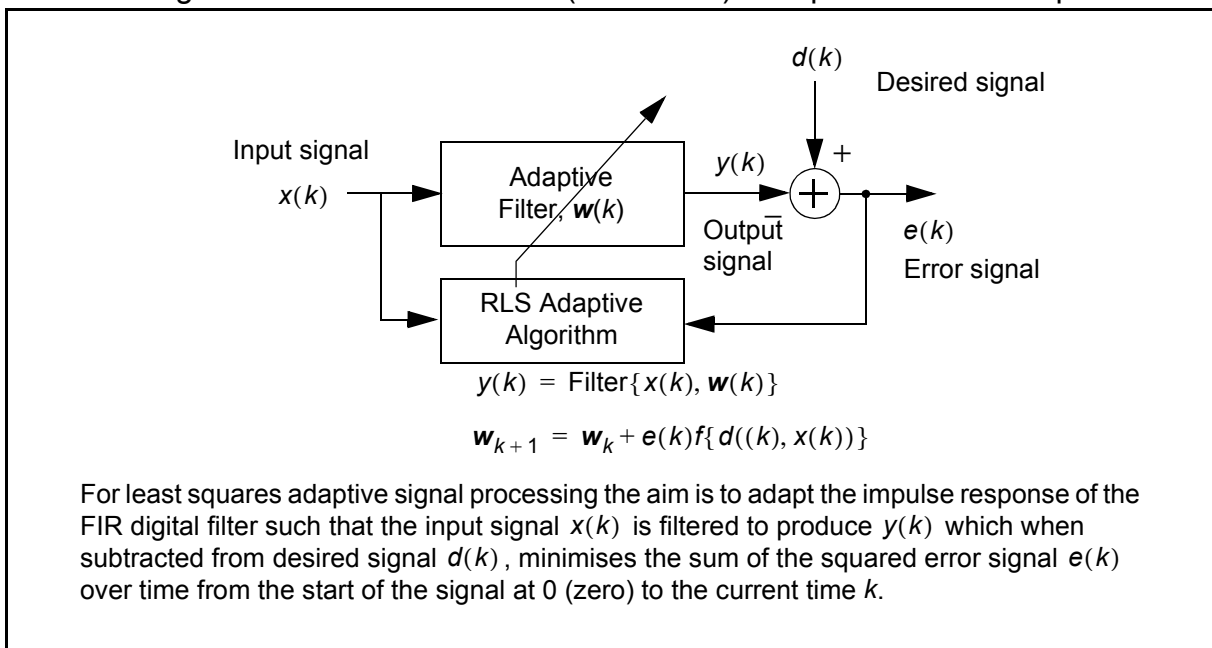 d(k)
Desired signal
Input signal
x(k)
Adaptive
Filter, w(k)
y(k)
+
+
–
Output
signal
e(k)
Error signal
RLS Adaptive
Algorithm
y(k) = Filter{x(k), w(k)}
w_{k+1} = w_k + e(k)f{d((k), x(k))}
For least squares adaptive signal processing the aim is to adapt the impulse response of the
FIR digital filter such that the input signal x(k) is filtered to produce y(k) which when
subtracted from desired signal d(k), minimises the sum of the squared error signal e(k)
over time from the start of the signal at 0 (zero) to the current time k.